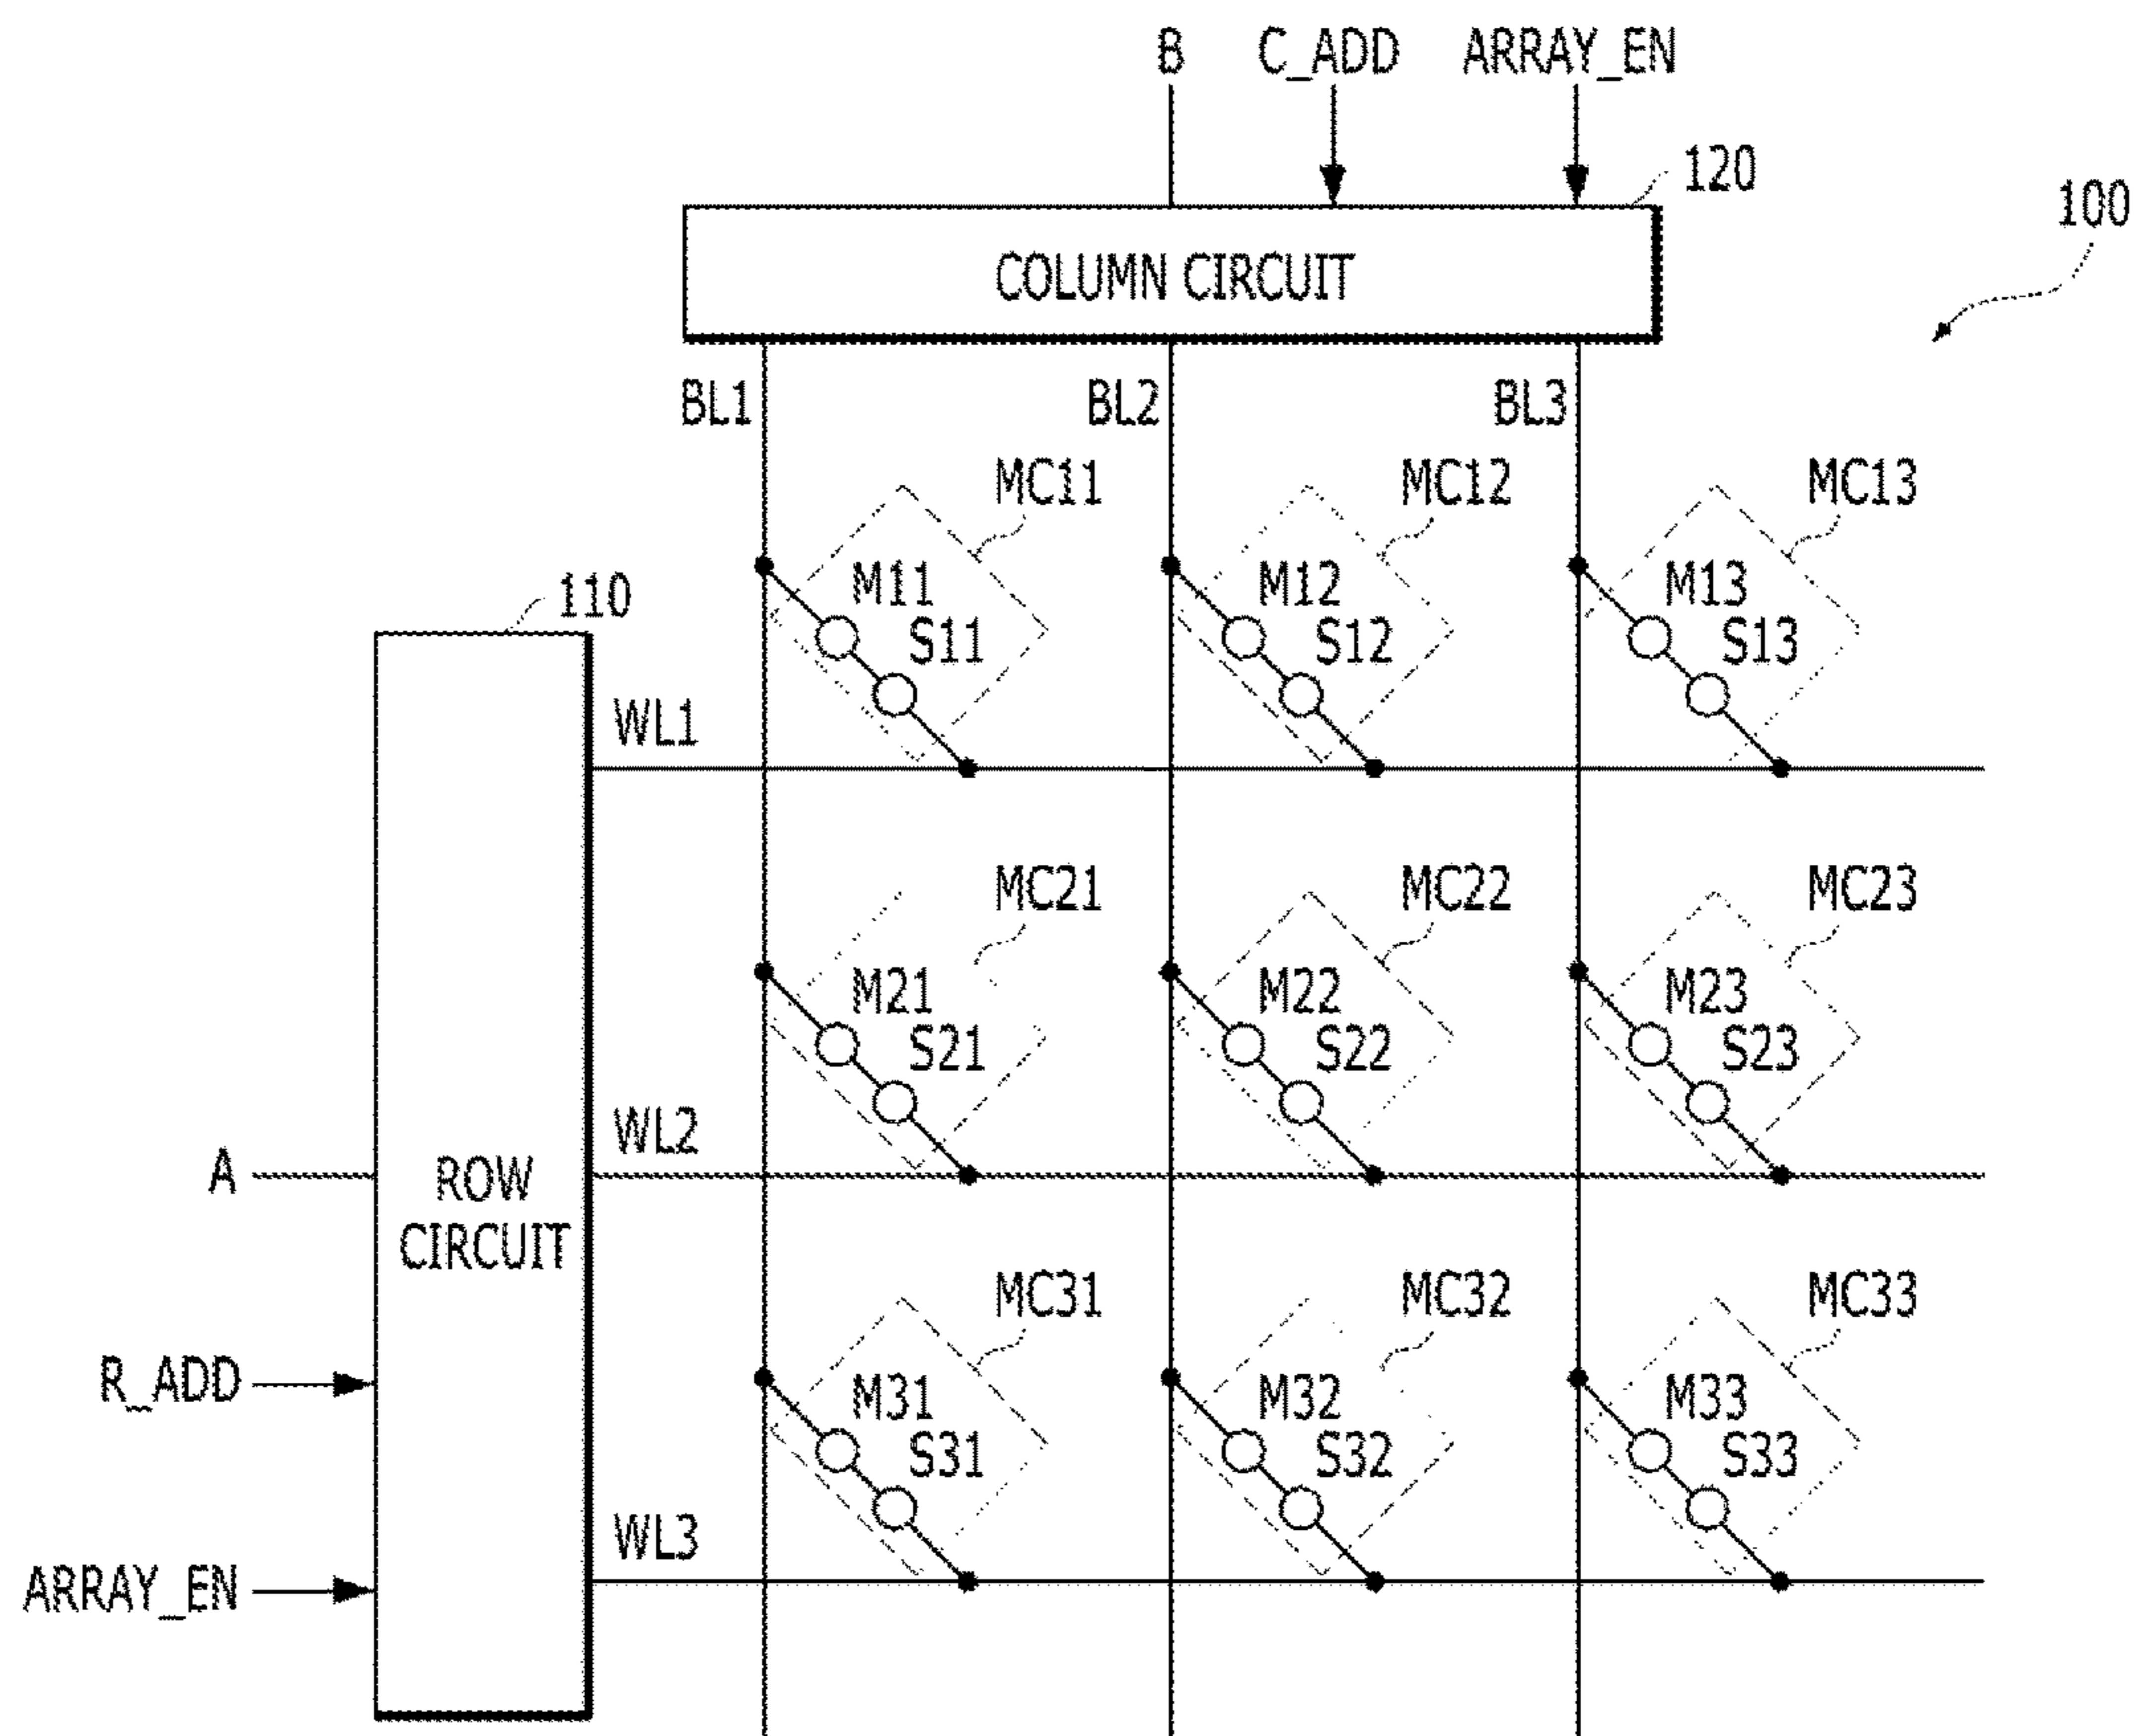 B C_ADD ARRAY_EN
120
100
COLUMN CIRCUIT
BL1 BL2 BL3
MC11 MC12 MC13
110
M11 M12 M13
S11 S12 S13
WL1
MC21 MC22 MC23
M21 M22 M23
S21 S22 S23
WL2
A
ROW
CIRCUIT
MC31 MC32 MC33
R_ADD
M31 M32 M33
S31 S32 S33
WL3
ARRAY_EN